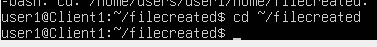 -bash: cd: /home/users/user1/home/filecreated:
user1@Client1:~/filecreated$ cd ~/filecreated
user1@Client1:~/filecreated$ _